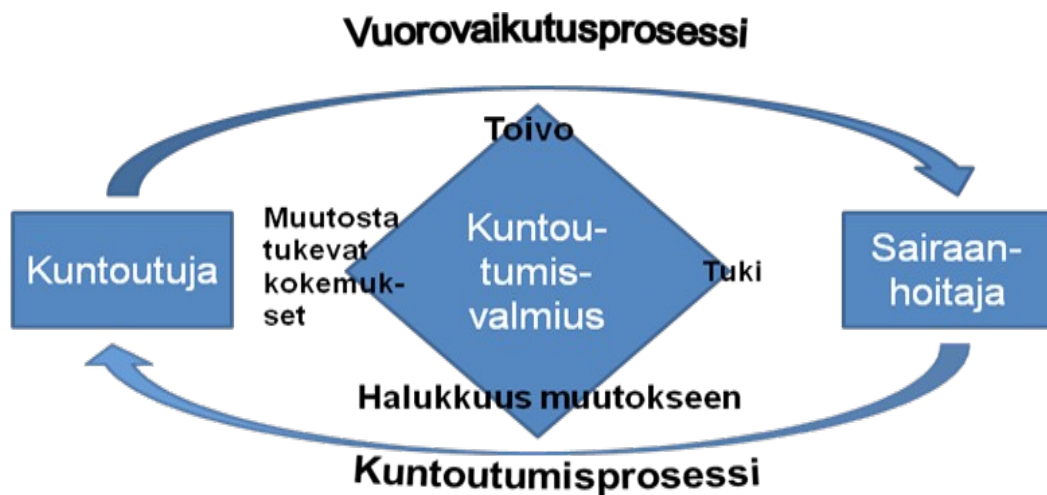 Vuorovaikutusprosessi
Toivo
Kuntoutuja
Muutosta
tukevat
kokemuk-
set
Kuntou-
tumis-
valmius
Tuki
Sairaan-
hoitaja
Halukkuus muutokseen
Kuntoutumisprosessi